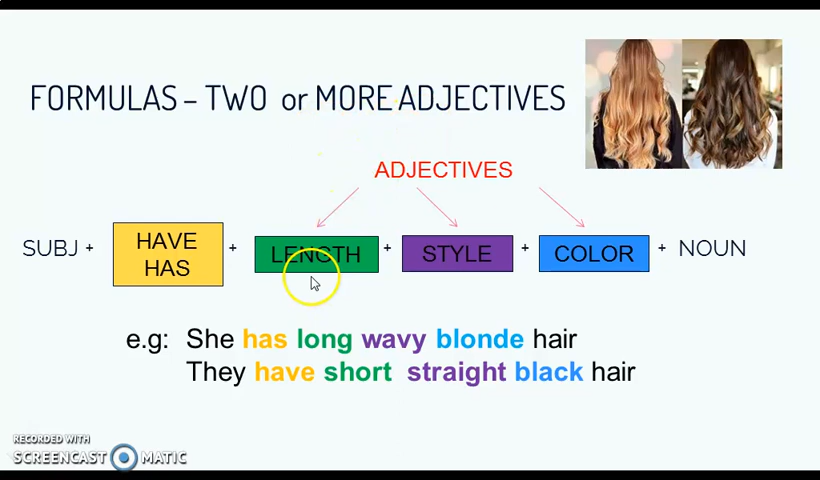 FORMULAS – TWO or MORE ADJECTIVES
ADJECTIVES
SUBJ + HAVE HAS + LENGTH + STYLE + COLOR + NOUN
e.g: She has long wavy blonde hair
They have short straight black hair
RECORDED WITH
SCREENCAST MATIC